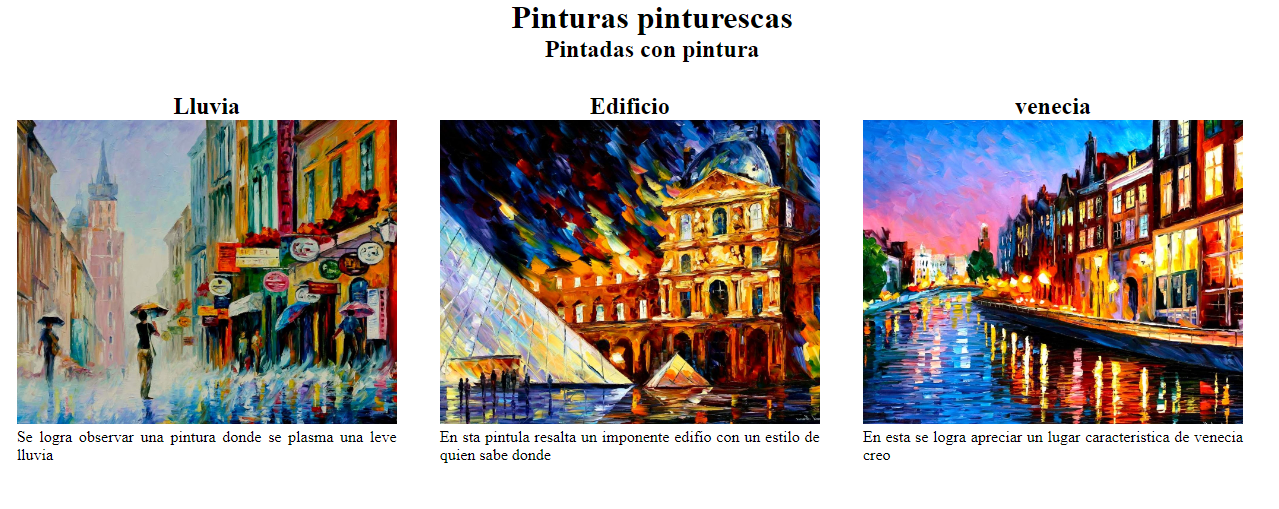 Pinturas pinturescas
Pintadas con pintura
Lluvia
Se logra observar una pintura donde se plasma una leve
lluvia
Edificio
En sta pintula resalta un imponente edifio con un estilo de
quien sabe donde
venecia
En esta se logra apreciar un lugar caracteristica de venecia
creo